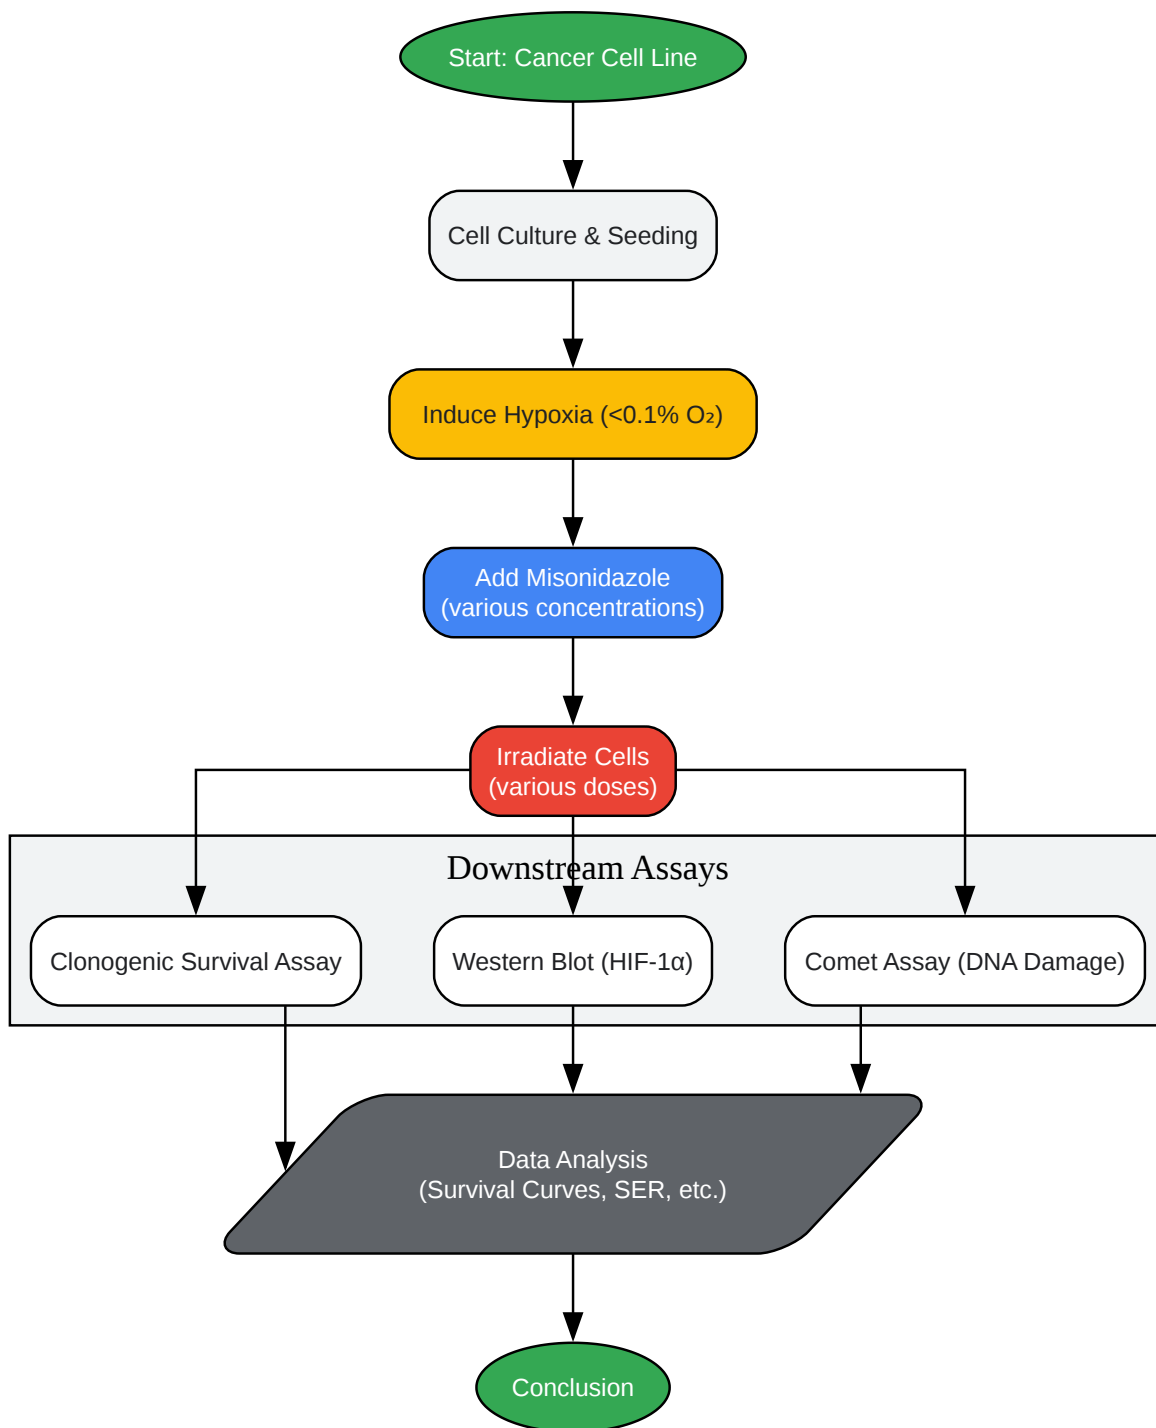 Start: Cancer Cell Line
Cell Culture & Seeding
Induce Hypoxia (<0.1% O₂)
Add Misonidazole
(various concentrations)
Irradiate Cells
(various doses)
Downstream Assays
Clonogenic Survival Assay
Western Blot (HIF-1α)
Comet Assay (DNA Damage)
Data Analysis
(Survival Curves, SER, etc.)
Conclusion